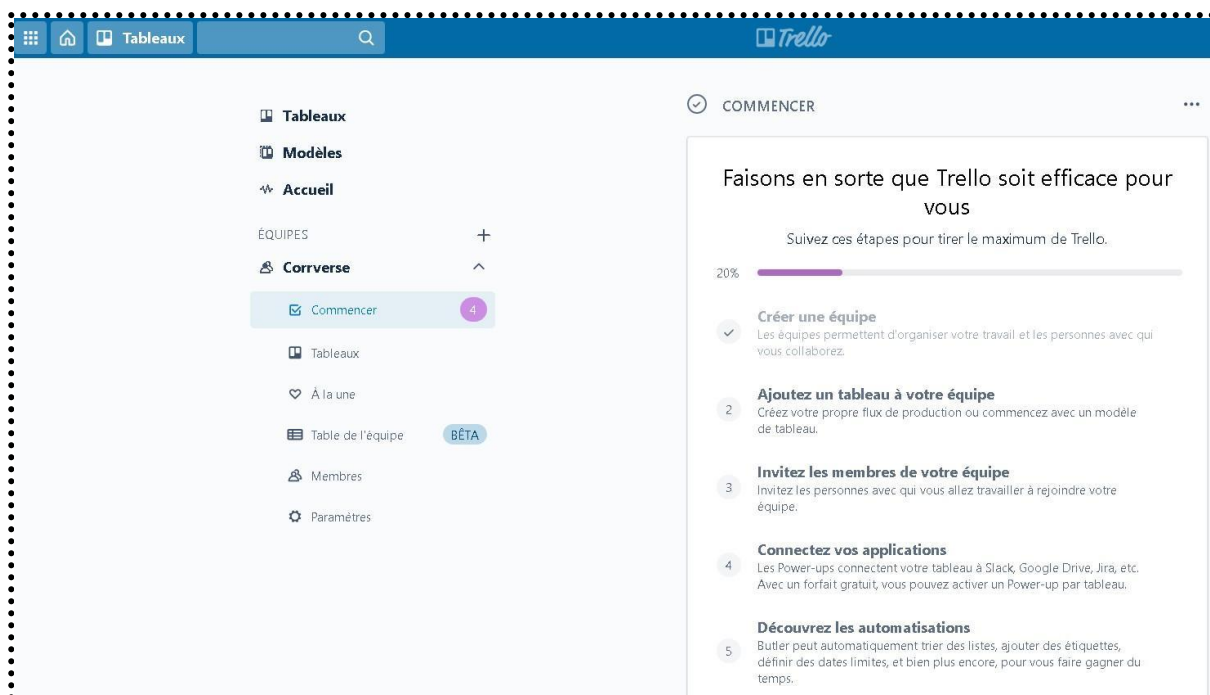 Tableaux
Trello
Tableaux
Modèles
Accueil
ÉQUIPES
Corrverse
Commencer 4
Tableaux
À la une
Table de l'équipe BÊTA
Membres
Paramètres
COMMENCER
Faisons en sorte que Trello soit efficace pour
vous
Suivez ces étapes pour tirer le maximum de Trello.
20%
Créer une équipe
Les équipes permettent d'organiser votre travail et les personnes avec qui
vous collaborez.
2
Ajoutez un tableau à votre équipe
Créez votre propre flux de production ou commencez avec un modèle
de tableau.
3
Invitez les membres de votre équipe
Invitez les personnes avec qui vous allez travailler à rejoindre votre
équipe.
4
Connectez vos applications
Les Power-ups connectent votre tableau à Slack, Google Drive, Jira, etc.
Avec un forfait gratuit, vous pouvez activer un Power-up par tableau.
5
Découvrez les automatisations
Butler peut automatiquement trier des listes, ajouter des étiquettes,
définir des dates limites, et bien plus encore, pour vous faire gagner du
temps.